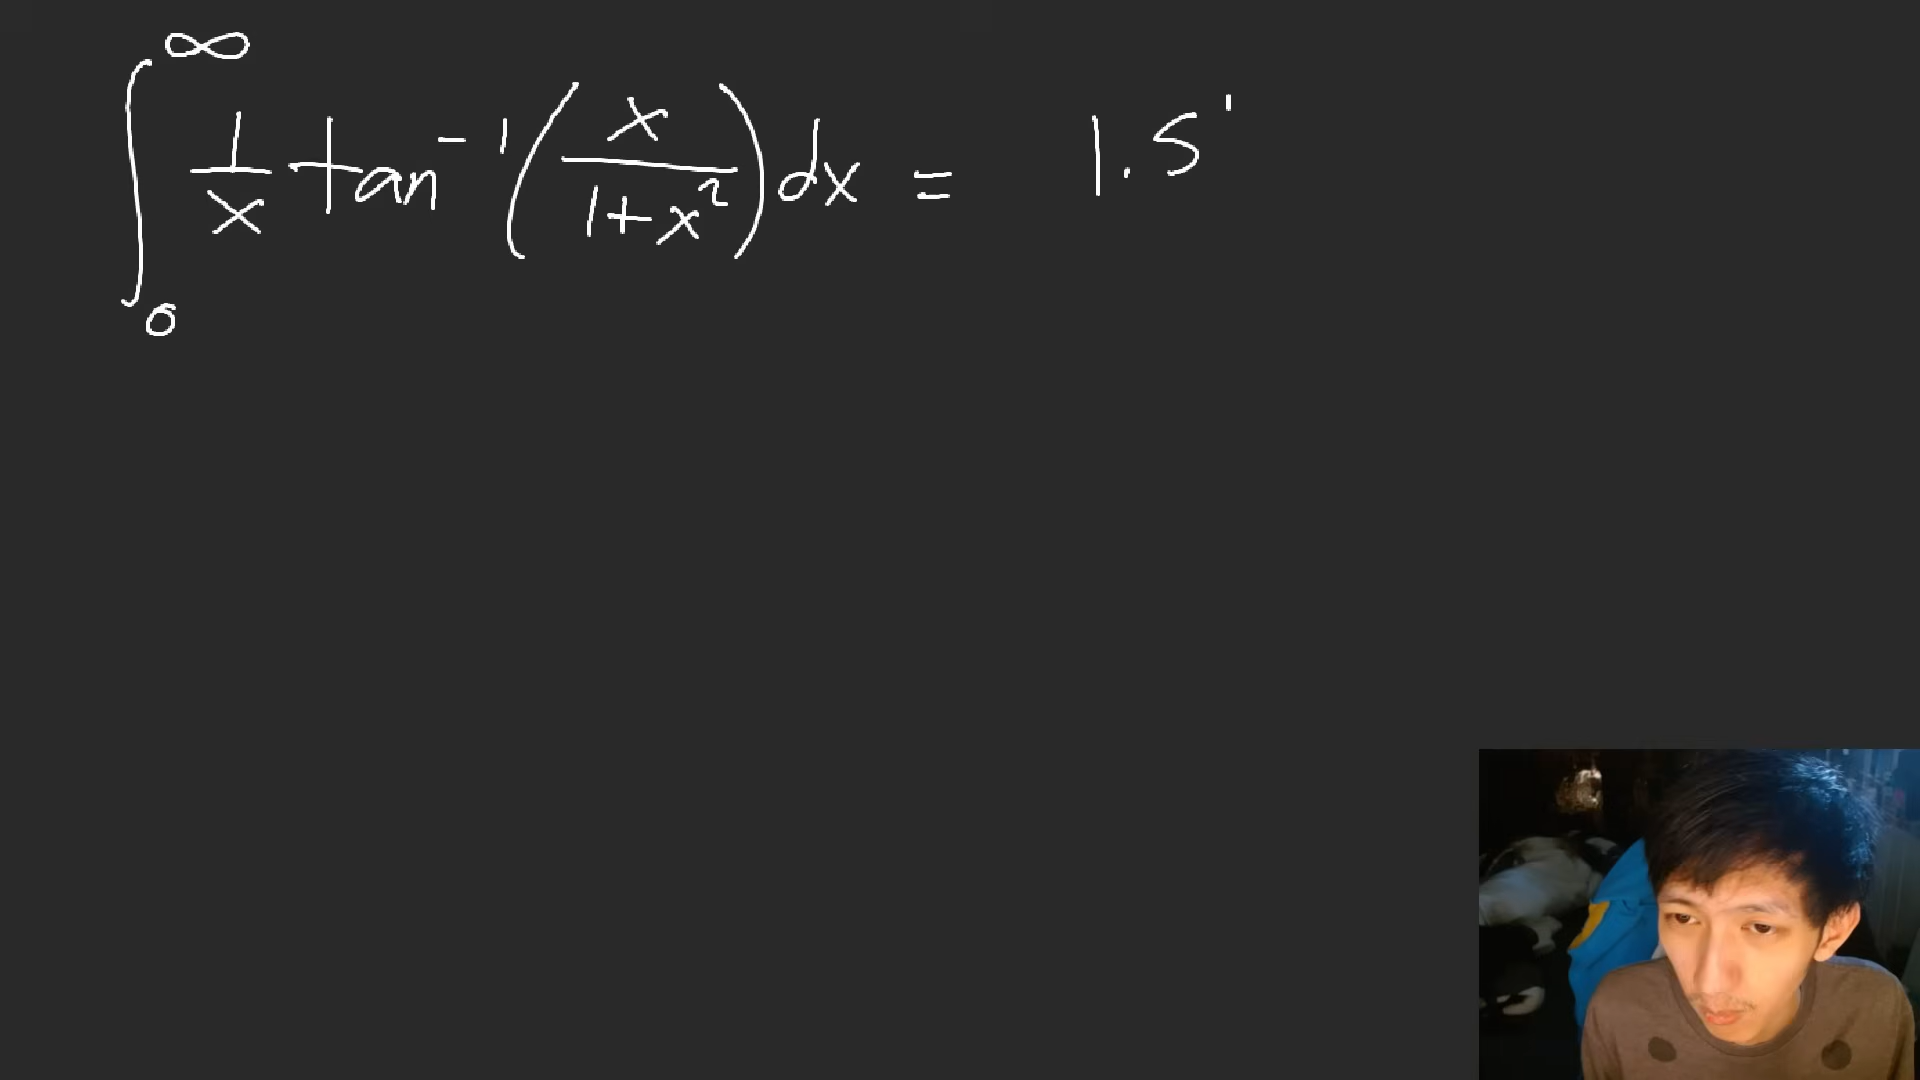 ∫₀^∞ 1/x tan⁻¹(x/(1+x²)) dx = 1.5'